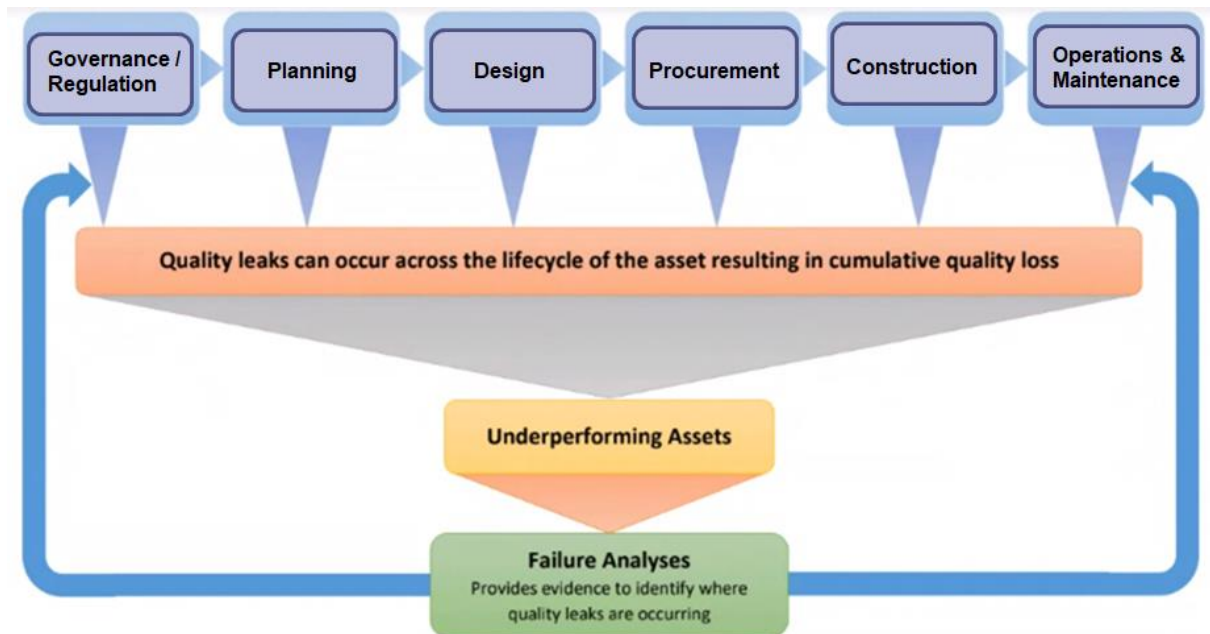 Governance /
Regulation
Planning
Design
Procurement
Construction
Operations &
Maintenance
Quality leaks can occur across the lifecycle of the asset resulting in cumulative quality loss
Underperforming Assets
Failure Analyses
Provides evidence to identify where
quality leaks are occurring